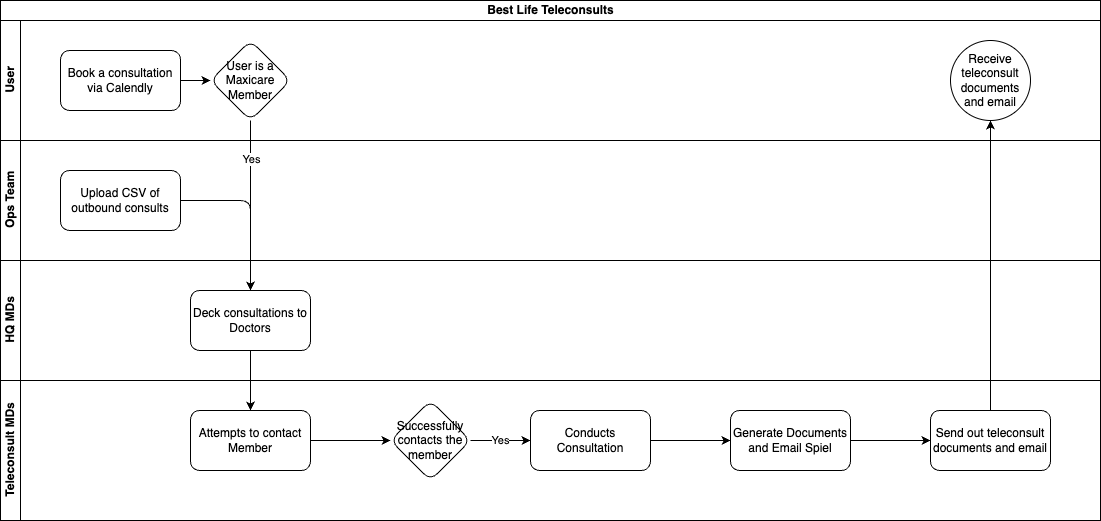 Best Life Teleconsults
User
Book a consultation
via Calendly
User is a
Maxicare
Member
Receive
teleconsult
documents
and email
Yes
Ops Team
Upload CSV of
outbound consults
HQ MDs
Deck consultations to
Doctors
Teleconsult MDs
Attempts to contact
Member
Successfully
contacts the
member
Yes
Conducts
Consultation
Generate Documents
and Email Spiel
Send out teleconsult
documents and email